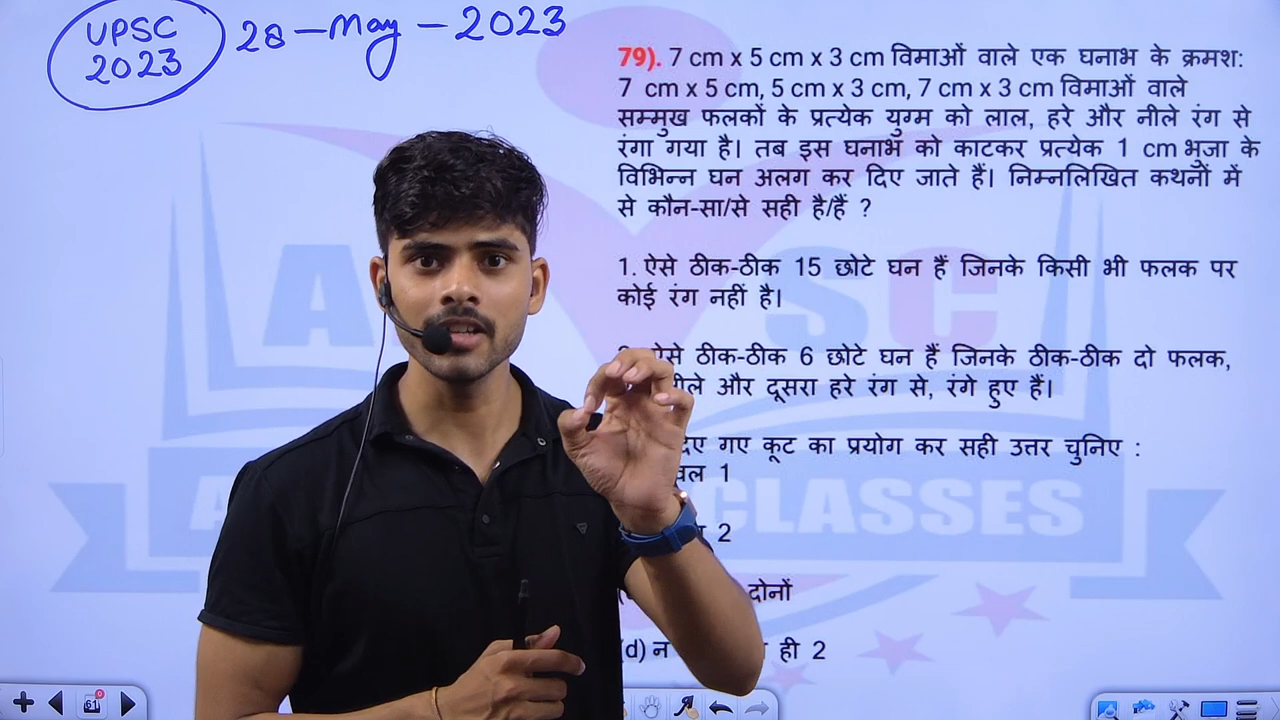 UPSC
2023
28-May-2023
79). 7 cm x 5 cm x 3 cm विमाओं वाले एक घनाभ के क्रमश:
7 cm x 5 cm, 5 cm x 3 cm, 7 cm x 3 cm विमाओं वाले
सम्मुख फलकों के प्रत्येक युग्म को लाल, हरे और नीले रंग से
रंगा गया है। तब इस घनाभ को काटकर प्रत्येक 1 cm भुजा के
विभिन्न घन अलग कर दिए जाते हैं। निम्नलिखित कथनों में
से कौन-सा/से सही है/हैं ?
1. ऐसे ठीक-ठीक 15 छोटे घन हैं जिनके किसी भी फलक पर
कोई रंग नहीं है।
ऐसे ठीक-ठीक 6 छोटे घन हैं जिनके ठीक-ठीक दो फलक,
और दूसरा हरे रंग से, रंगे हुए हैं।
गए कूट का प्रयोग कर सही उत्तर चुनिए :
1
2
दोनों
(d) न ही 2
CLASSES
61